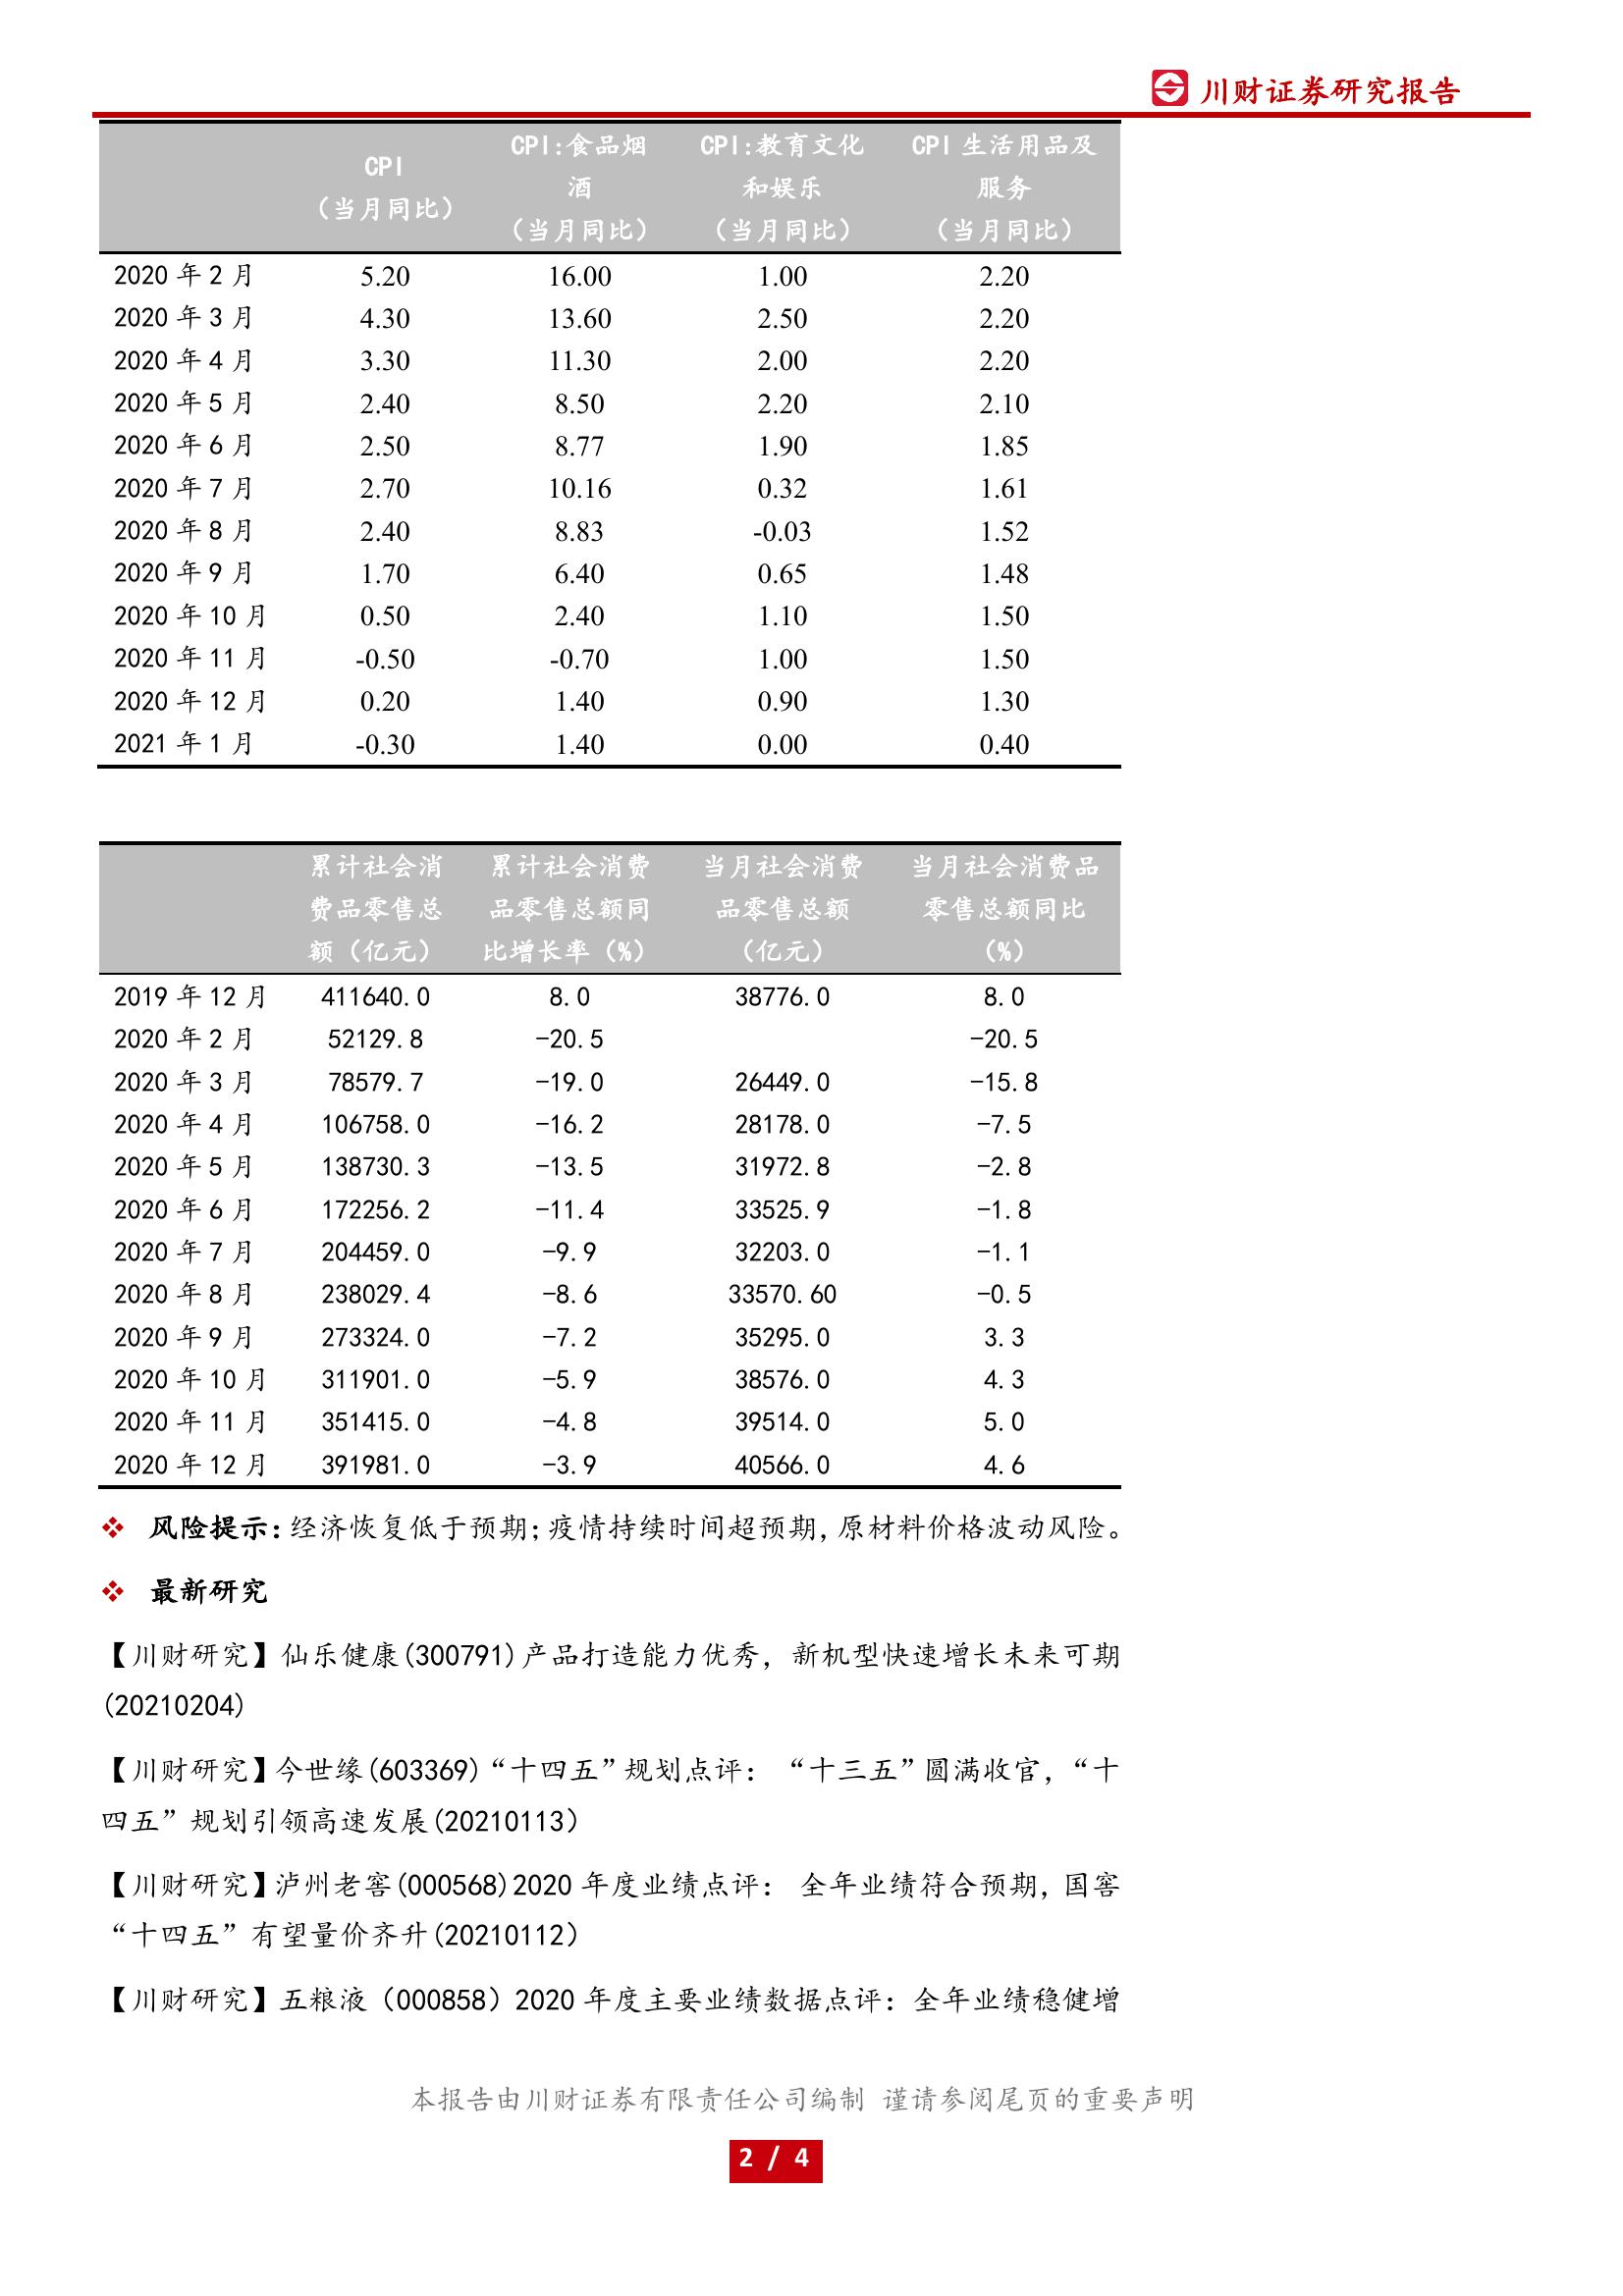 川财证券研究报告
CPI
（当月同比）
CPI:食品烟
酒
（当月同比）
CPI:教育文化
和娱乐
（当月同比）
CPI 生活用品及
服务
（当月同比）
2020 年 2 月 5.20 16.00 1.00 2.20
2020 年 3 月 4.30 13.60 2.50 2.20
2020 年 4 月 3.30 11.30 2.00 2.20
2020 年 5 月 2.40 8.50 2.20 2.10
2020 年 6 月 2.50 8.77 1.90 1.85
2020 年 7 月 2.70 10.16 0.32 1.61
2020 年 8 月 2.40 8.83 -0.03 1.52
2020 年 9 月 1.70 6.40 0.65 1.48
2020 年 10 月 0.50 2.40 1.10 1.50
2020 年 11 月 -0.50 -0.70 1.00 1.50
2020 年 12 月 0.20 1.40 0.90 1.30
2021 年 1 月 -0.30 1.40 0.00 0.40
累计社会消
费品零售总
额（亿元）
累计社会消费
品零售总额同
比增长率（%）
当月社会消费
品零售总额
（亿元）
当月社会消费品
零售总额同比
（%）
2019 年 12 月 411640.0 8.0 38776.0 8.0
2020 年 2 月 52129.8 -20.5 -20.5
2020 年 3 月 78579.7 -19.0 26449.0 -15.8
2020 年 4 月 106758.0 -16.2 28178.0 -7.5
2020 年 5 月 138730.3 -13.5 31972.8 -2.8
2020 年 6 月 172256.2 -11.4 33525.9 -1.8
2020 年 7 月 204459.0 -9.9 32203.0 -1.1
2020 年 8 月 238029.4 -8.6 33570.60 -0.5
2020 年 9 月 273324.0 -7.2 35295.0 3.3
2020 年 10 月 311901.0 -5.9 38576.0 4.3
2020 年 11 月 351415.0 -4.8 39514.0 5.0
2020 年 12 月 391981.0 -3.9 40566.0 4.6
❖ 风险提示：经济恢复低于预期；疫情持续时间超预期，原材料价格波动风险。
❖ 最新研究
【川财研究】仙乐健康(300791)产品打造能力优秀，新机型快速增长未来可期
(20210204)
【川财研究】今世缘(603369)“十四五”规划点评： “十三五”圆满收官，“十
四五”规划引领高速发展(20210113）
【川财研究】泸州老窖(000568)2020 年度业绩点评： 全年业绩符合预期，国窖
“十四五”有望量价齐升(20210112）
【川财研究】五粮液（000858）2020 年度主要业绩数据点评：全年业绩稳健增
本报告由川财证券有限责任公司编制 谨请参阅尾页的重要声明
2 / 4